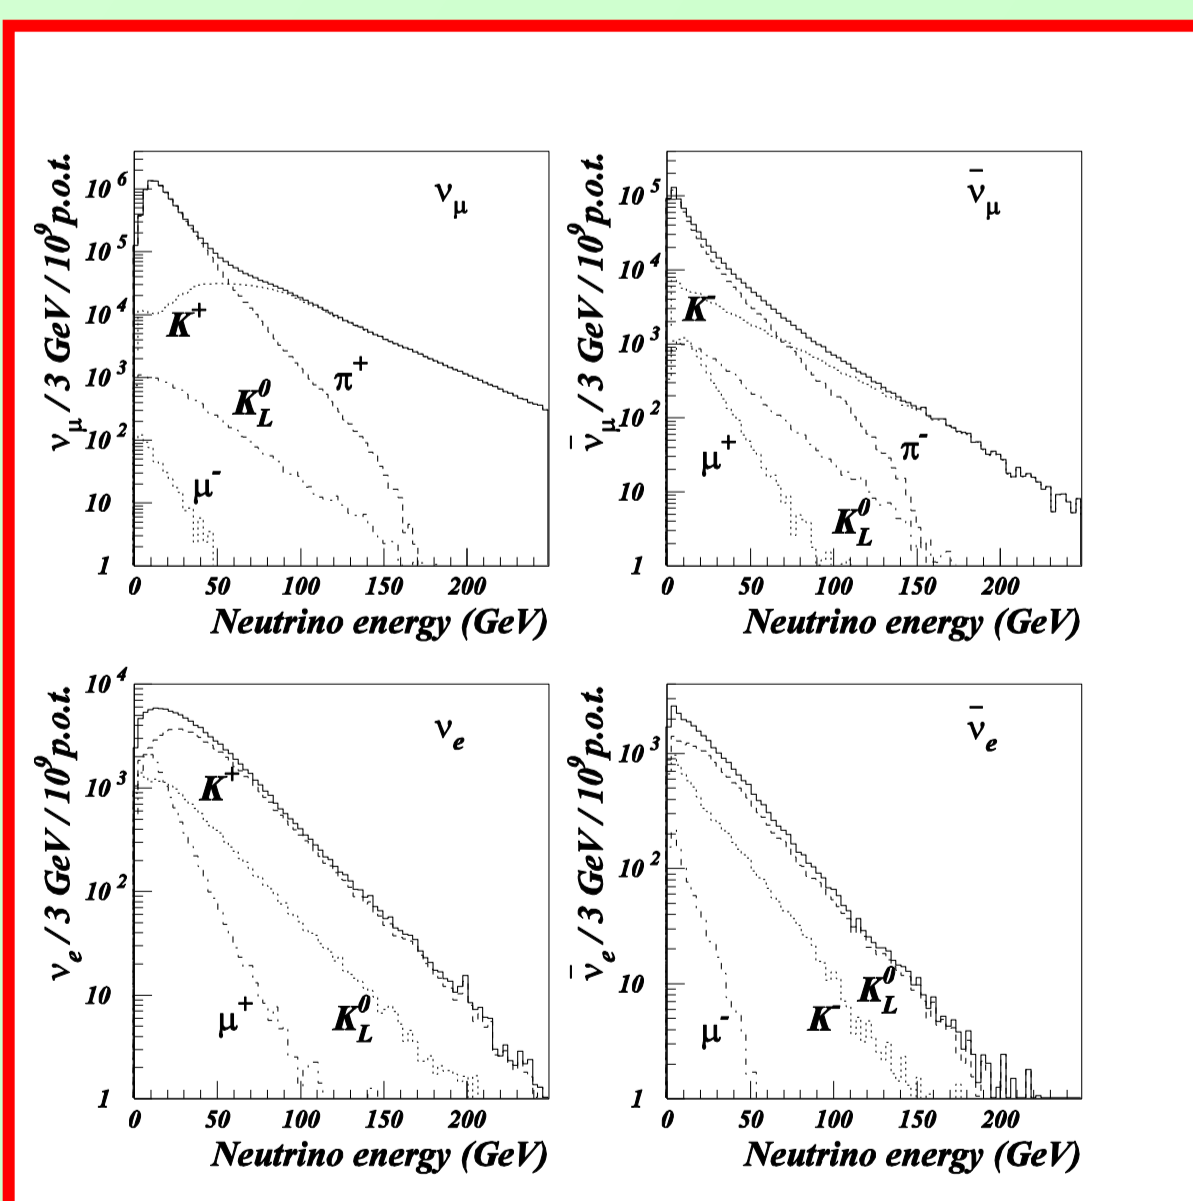 ν_μ / 3 GeV / 10^9 p.o.t.
10^6
10^5
10^4
10^3
10^2
10
1
ν_μ
K^+
π^+
K_L^0
μ^-
0 50 100 150 200
Neutrino energy (GeV)
ν̄_μ / 3 GeV / 10^9 p.o.t.
10^5
10^4
10^3
10^2
10
1
ν̄_μ
K^-
μ^+
π^-
K_L^0
0 50 100 150 200
Neutrino energy (GeV)
ν_e / 3 GeV / 10^9 p.o.t.
10^4
10^3
10^2
10
1
ν_e
K^+
μ^+
K_L^0
0 50 100 150 200
Neutrino energy (GeV)
ν̄_e / 3 GeV / 10^9 p.o.t.
10^3
10^2
10
1
ν̄_e
K_L^0
K^-
μ^-
0 50 100 150 200
Neutrino energy (GeV)